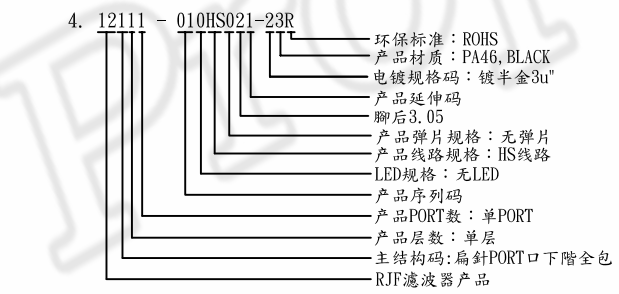 4. 12111 - 010HS021-23R
环保标准：ROHS
产品材质：PA46,BLACK
电镀规格码：镀半金3u"
产品延伸码
脚后3.05
产品弹片规格：无弹片
产品线路规格：HS线路
LED规格：无LED
产品序列码
产品PORT数：单PORT
产品层数：单层
主结构码:扁針PORT口下階全包
RJF濾波器产品